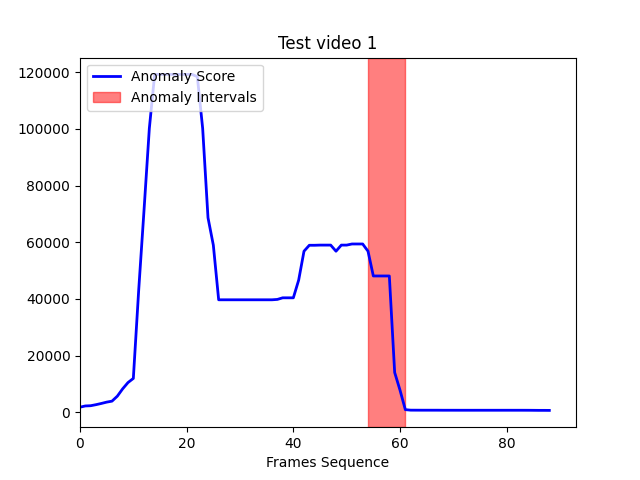 Test video 1
Anomaly Score
Anomaly Intervals
120000
100000
80000
60000
40000
20000
0
0 20 40 60 80
Frames Sequence